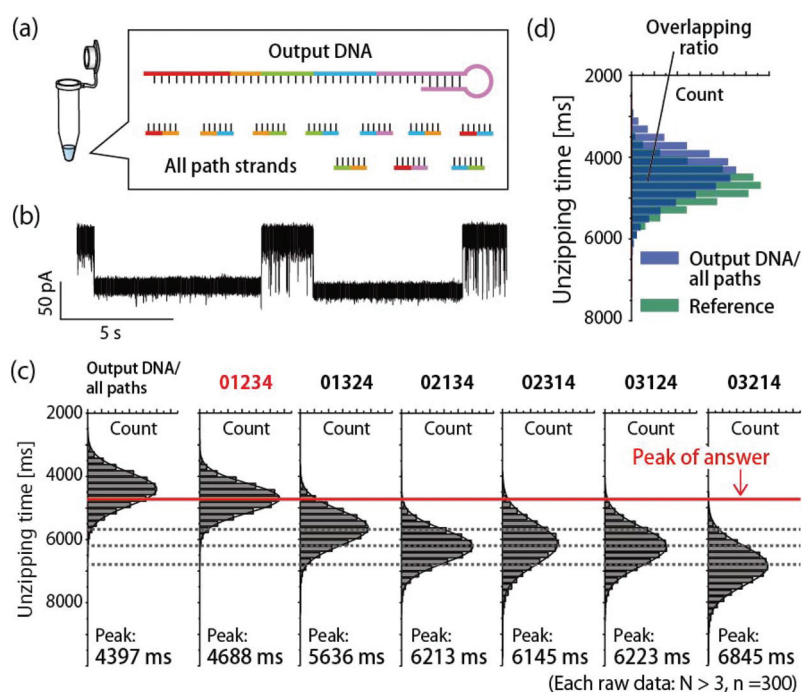 (a)
Output DNA
All path strands
(b)
50 pA
5 s
(d)
Overlapping
ratio
2000
Count
4000
6000
8000
Unzipping time [ms]
Output DNA/
all paths
Reference
(c)
Output DNA/
all paths
01234
01324
02134
02314
03124
03214
2000
4000
6000
8000
Unzipping time [ms]
Count
Count
Count
Count
Count
Count
Count
Peak of answer
Peak:
4397 ms
Peak:
4688 ms
Peak:
5636 ms
Peak:
6213 ms
Peak:
6145 ms
Peak:
6223 ms
Peak:
6845 ms
(Each raw data: N > 3, n =300)